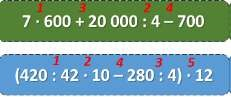 1 3 2 4
7 · 600 + 20 000 : 4 – 700
1 2 4 3 5
(420 : 42 · 10 – 280 : 4) · 12